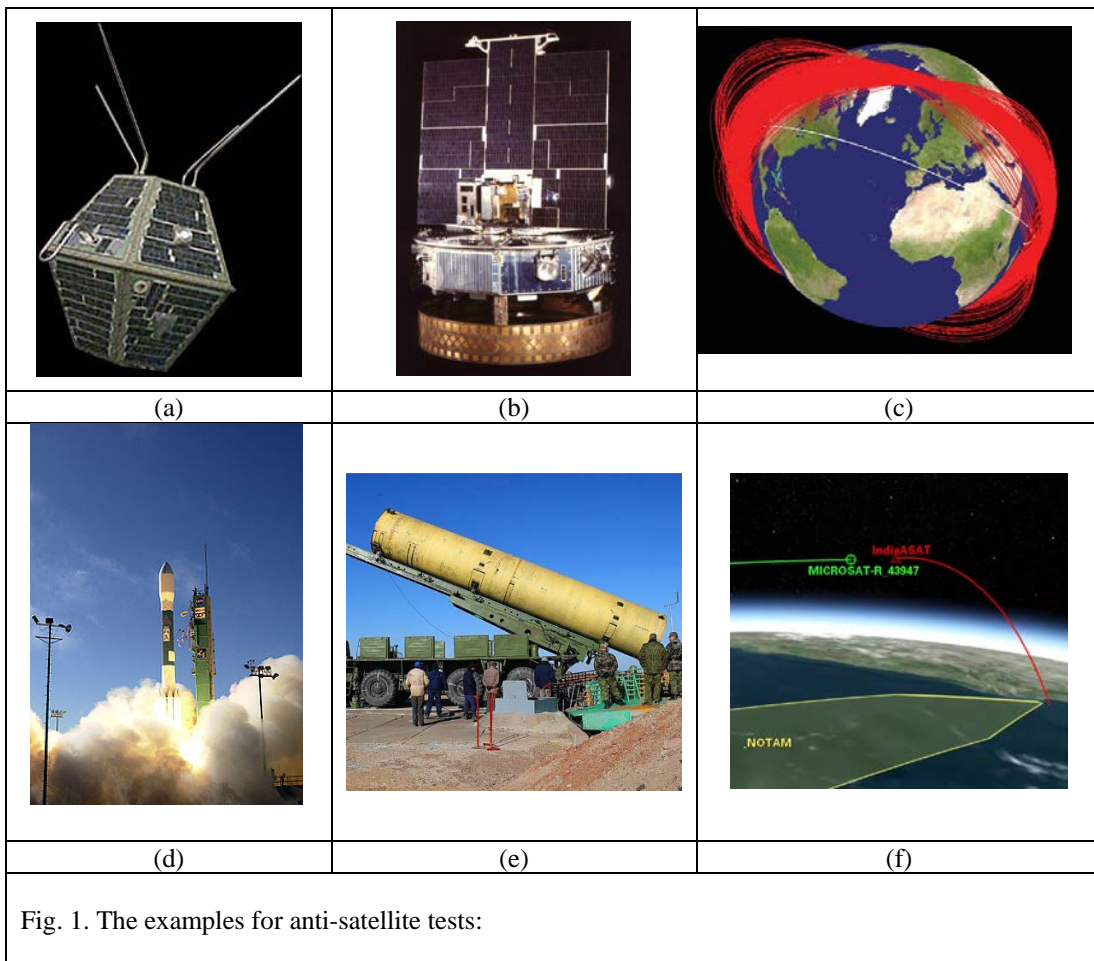 (a) (b) (c)
IndiaASAT
MICROSAT-R_43947
NOTAM
(d) (e) (f)
Fig. 1. The examples for anti-satellite tests: